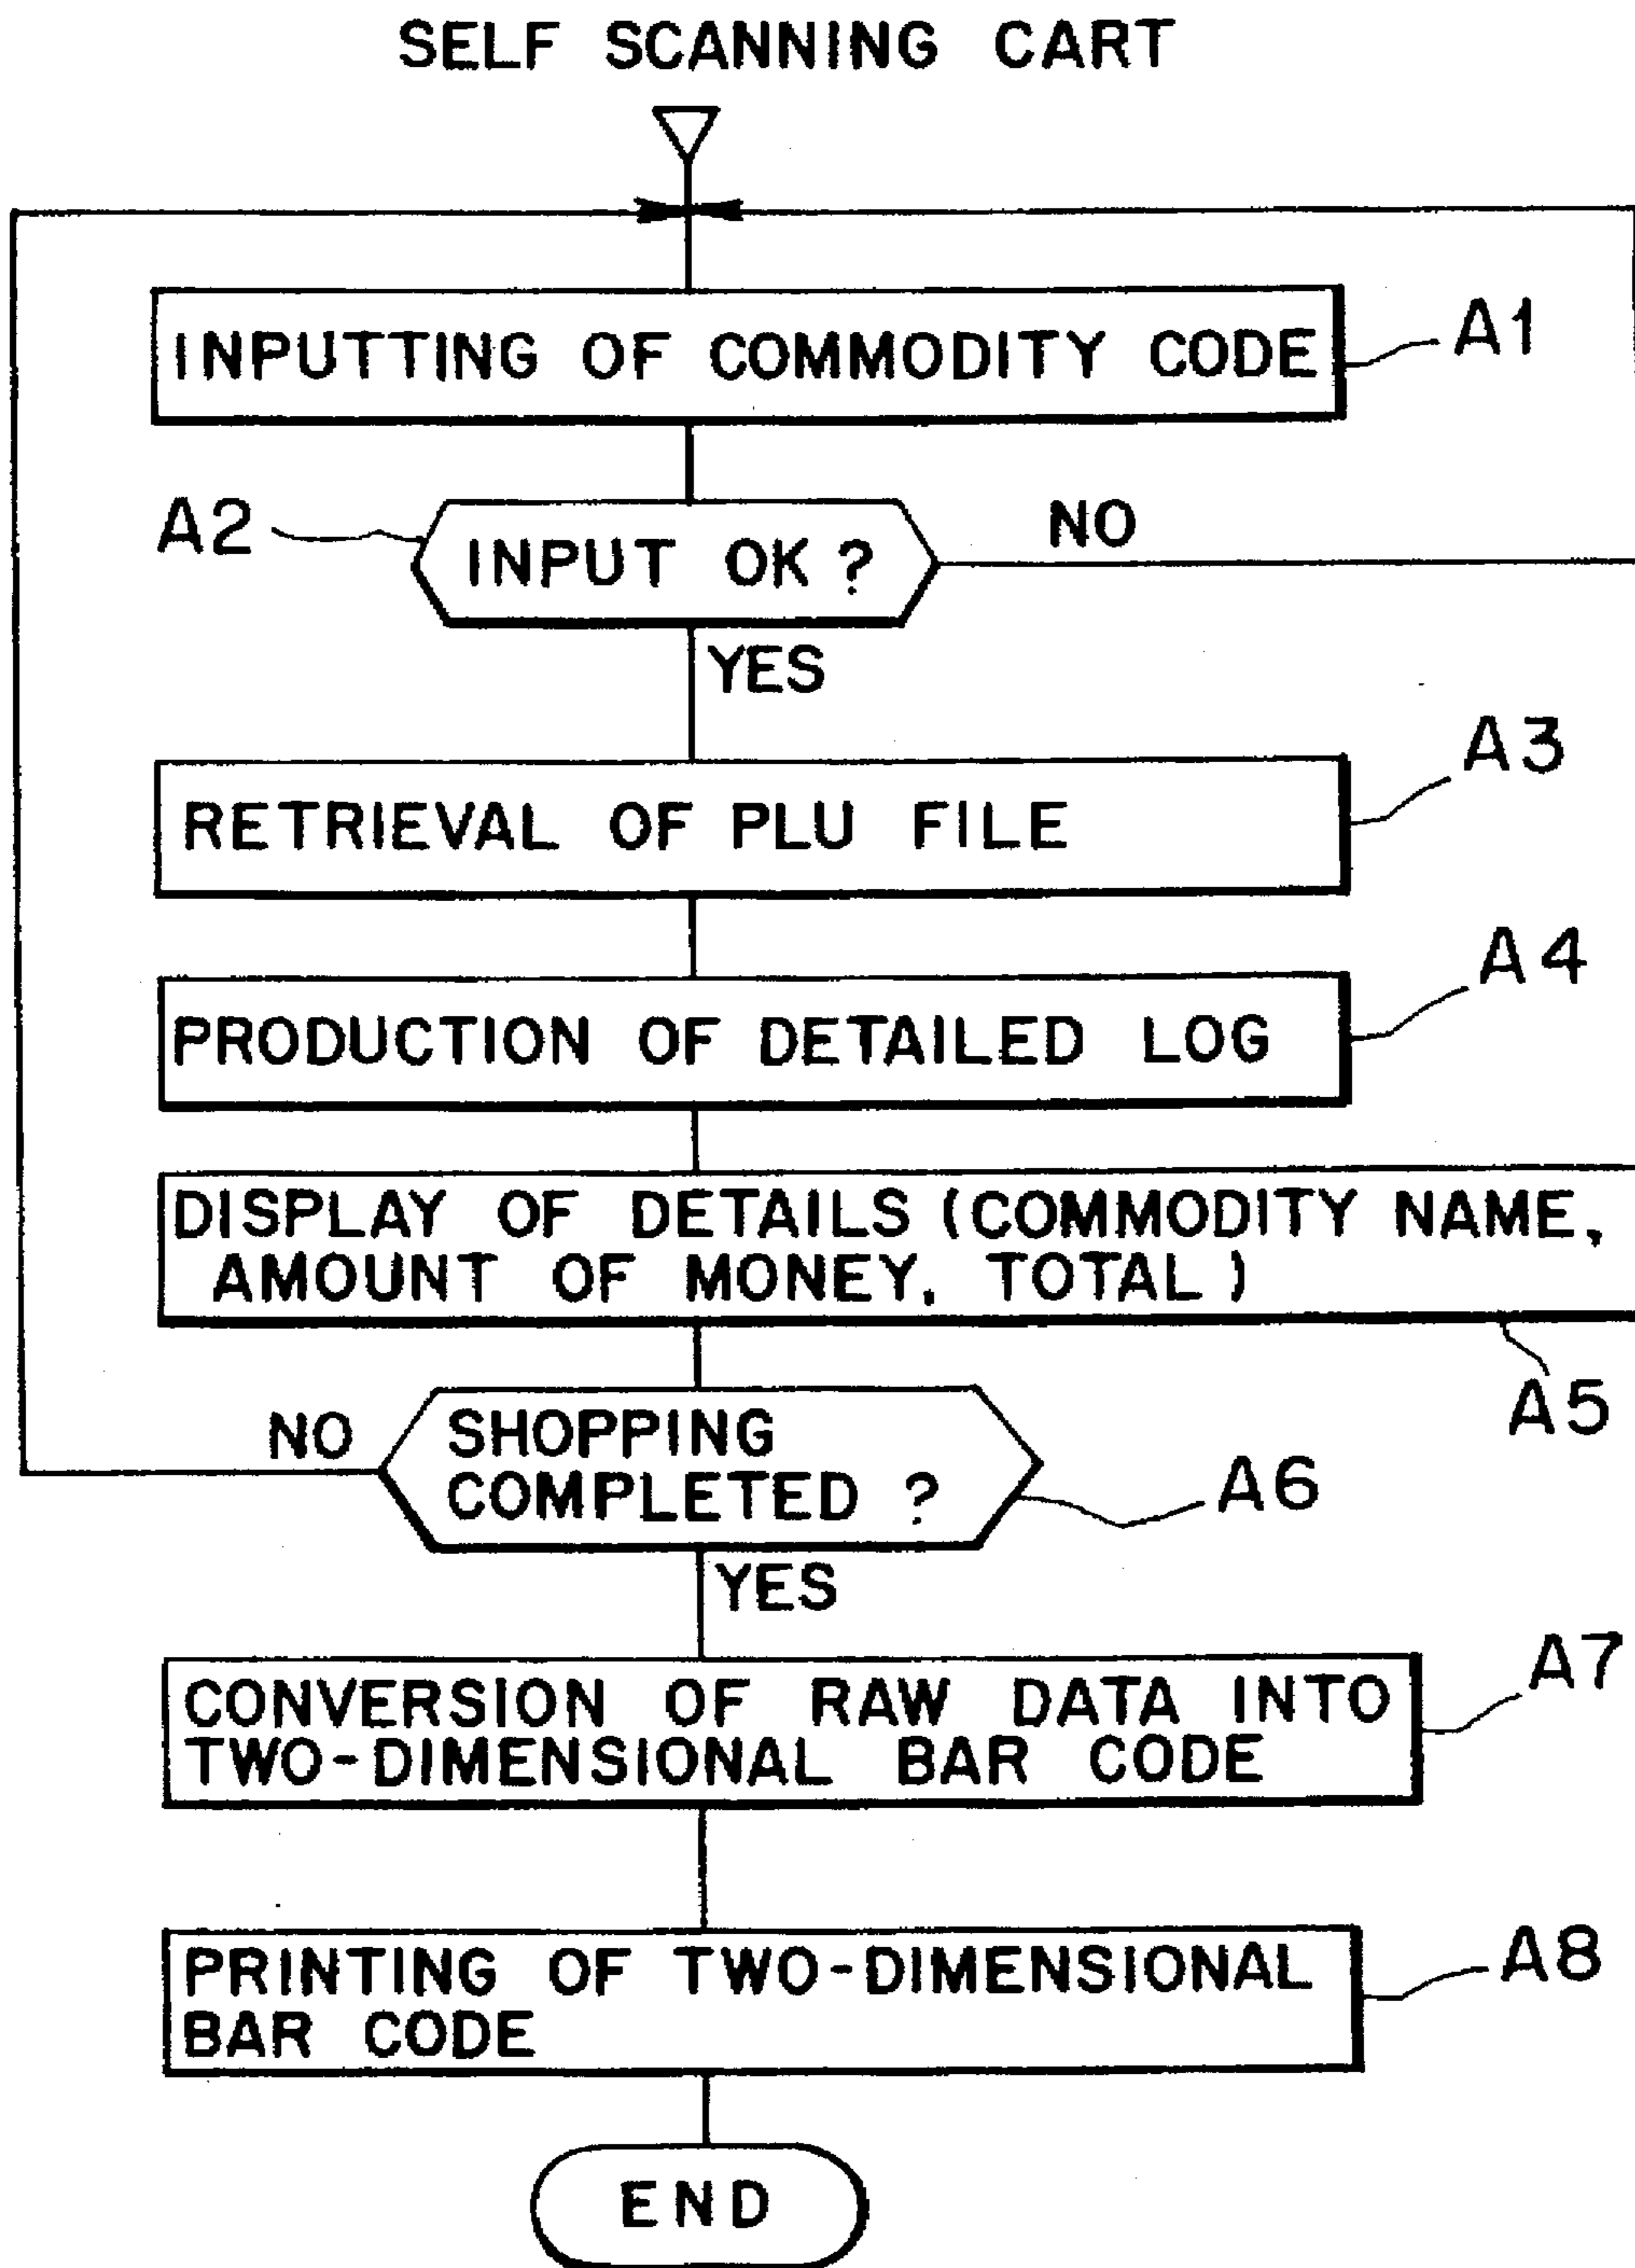 SELF SCANNING CART
INPUTTING OF COMMODITY CODE
A1
A2
INPUT OK?
NO
YES
RETRIEVAL OF PLU FILE
A3
PRODUCTION OF DETAILED LOG
A4
DISPLAY OF DETAILS (COMMODITY NAME,
AMOUNT OF MONEY, TOTAL)
A5
NO
SHOPPING
COMPLETED ?
A6
YES
CONVERSION OF RAW DATA INTO
TWO-DIMENSIONAL BAR CODE
A7
PRINTING OF TWO-DIMENSIONAL
BAR CODE
A8
END